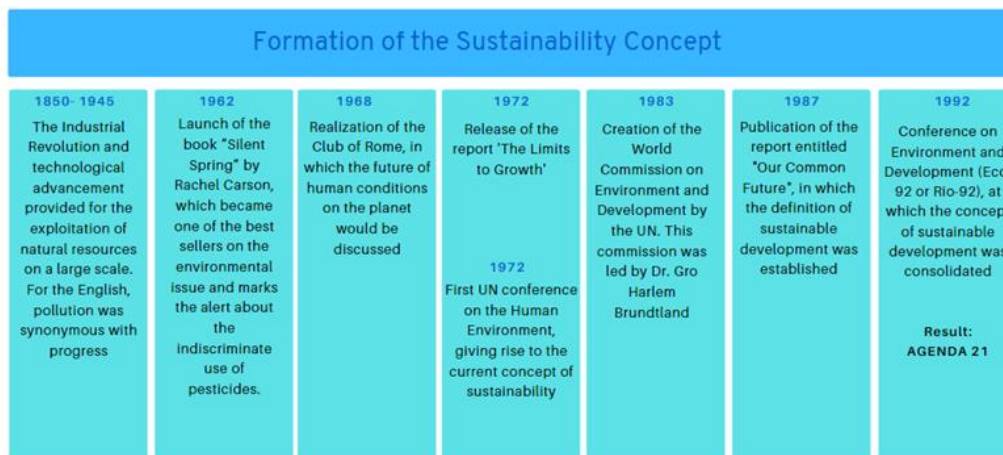 Formation of the Sustainability Concept
1850- 1945
The Industrial
Revolution and
technological
advancement
provided for the
exploitation of
natural resources
on a large scale.
For the English,
pollution was
synonymous with
progress
1962
Launch of the
book "Silent
Spring" by
Rachel Carson,
which became
one of the best
sellers on the
environmental
issue and marks
the alert about
the
indiscriminate
use of
pesticides.
1968
Realization of the
Club of Rome, in
which the future of
human conditions
on the planet
would be
discussed
1972
Release of the
report 'The Limits
to Growth'
1972
First UN conference
on the Human
Environment,
giving rise to the
current concept of
sustainability
1983
Creation of the
World
Commission on
Environment and
Development by
the UN. This
commission was
led by Dr. Gro
Harlem
Brundtland
1987
Publication of the
report entitled
"Our Common
Future", in which
the definition of
sustainable
development was
established
1992
Conference on
Environment and
Development (Eco
92 or Rio-92), at
which the concep
of sustainable
development was
consolidated
Result:
AGENDA 21